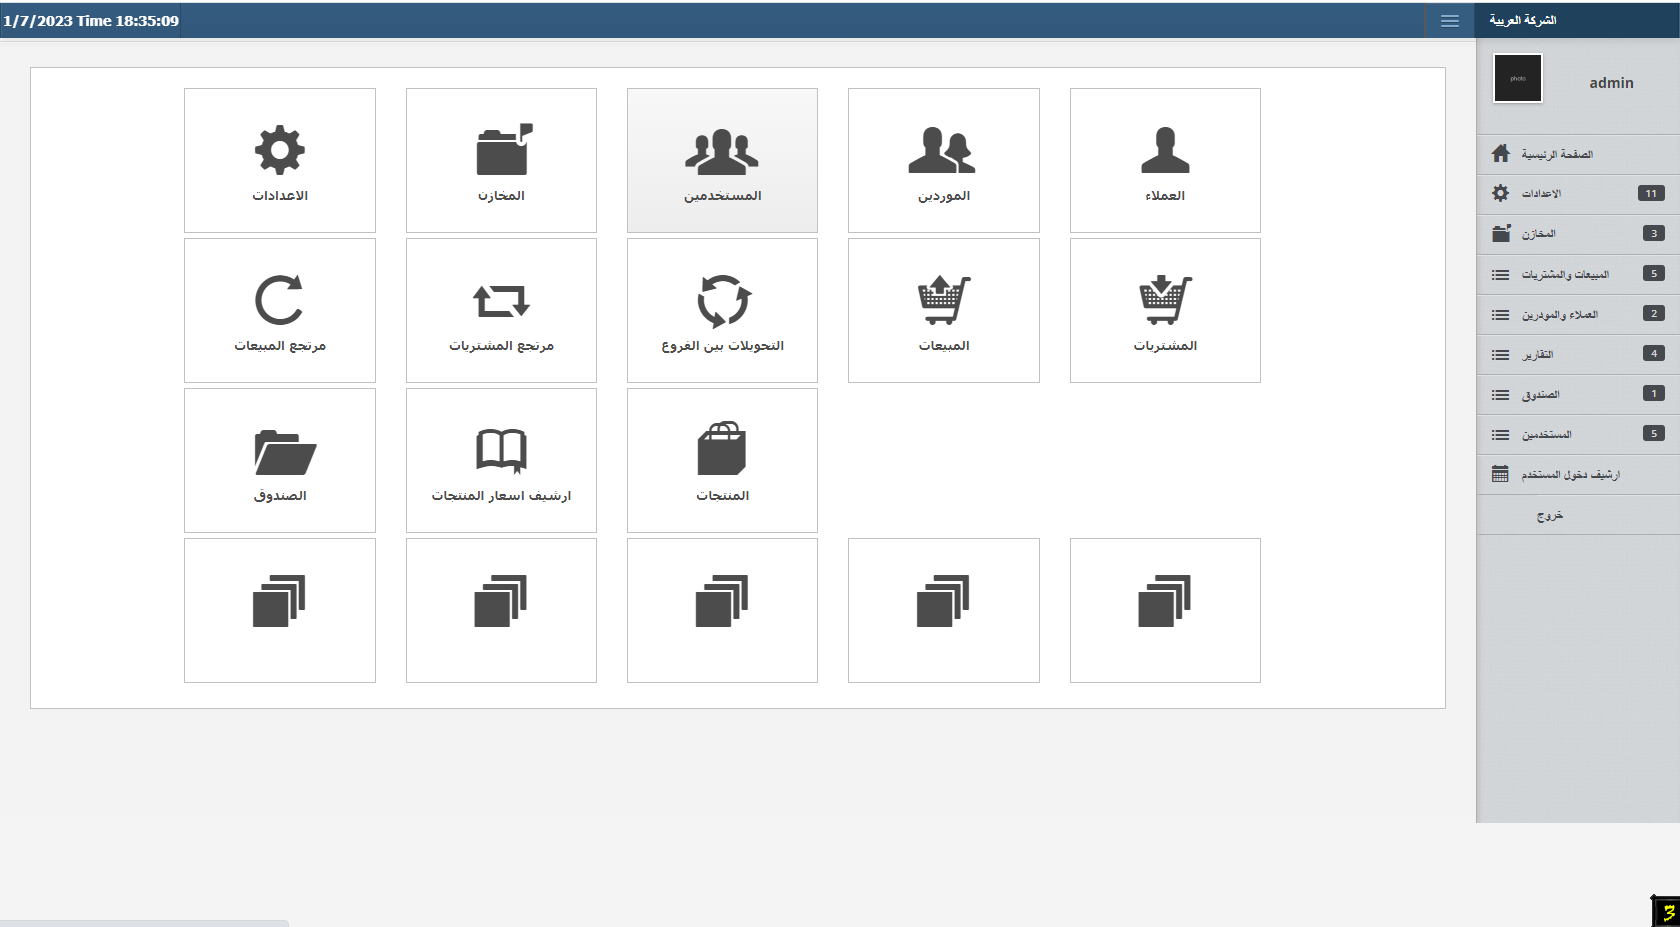 الشركة العربية
1/7/2023 Time 18:35:09
photo
admin
الصفحة الرئيسية
الاعدادات 11
المخازن 3
المبيعات والمشتريات 5
العملاء والمودرين 2
التقارير 4
الصندوق 1
المستخدمين 5
ارشيف دخول المستخدم
خروج
العملاء
الموردين
المستخدمين
المخازن
الاعدادات
المشتريات
المبيعات
التحويلات بين الفروع
مرتجع المشتريات
مرتجع المبيعات
المنتجات
ارشيف اسعار المنتجات
الصندوق
3